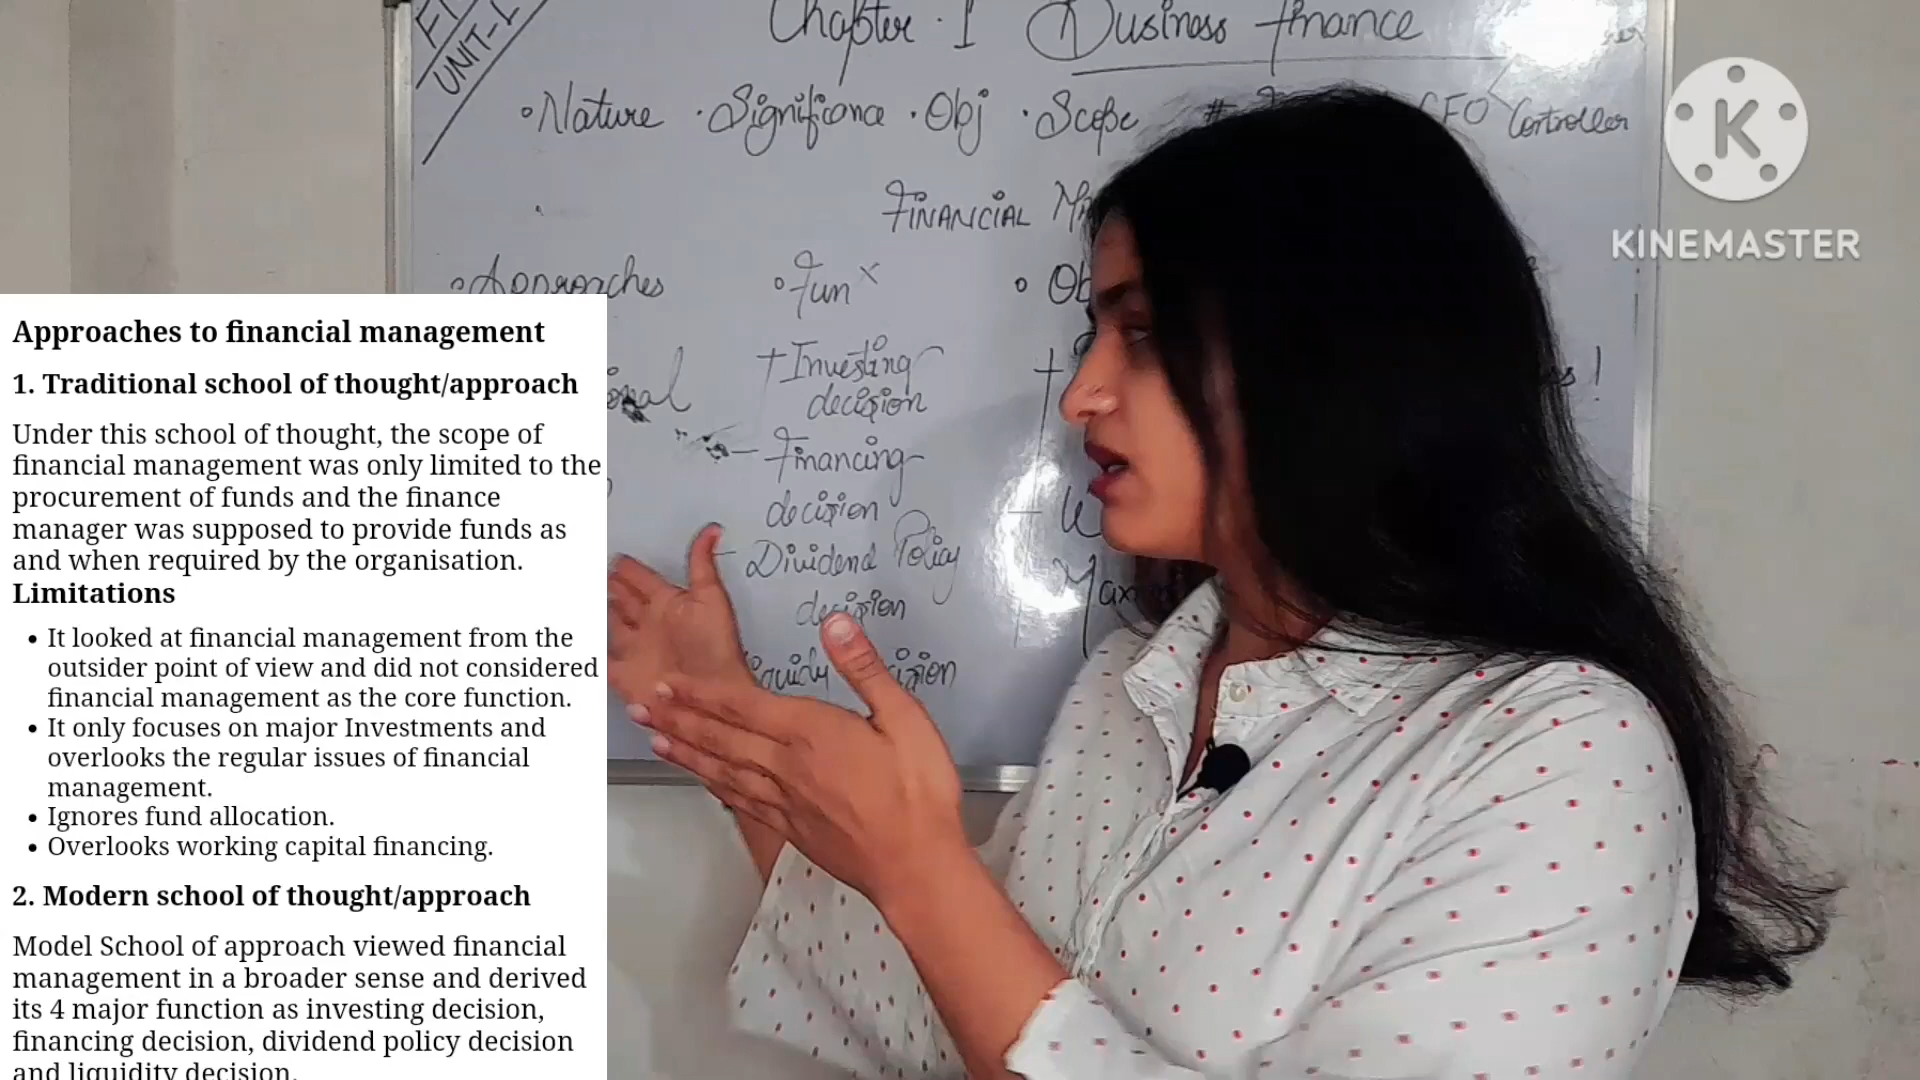 UNIT-I
Chapter. I Business finance
• Nature • Significance • Obj • Scope # CFO Controller
FINANCIAL
• Approaches • Funx • Ob
Investing
decision
Financing
decision
Dividend Policy
decision
KINEMASTER
Approaches to financial management
1. Traditional school of thought/approach
Under this school of thought, the scope of
financial management was only limited to the
procurement of funds and the finance
manager was supposed to provide funds as
and when required by the organisation.
Limitations
• It looked at financial management from the
outsider point of view and did not considered
financial management as the core function.
• It only focuses on major Investments and
overlooks the regular issues of financial
management.
• Ignores fund allocation.
• Overlooks working capital financing.
2. Modern school of thought/approach
Model School of approach viewed financial
management in a broader sense and derived
its 4 major function as investing decision,
financing decision, dividend policy decision
and liquidity decision.